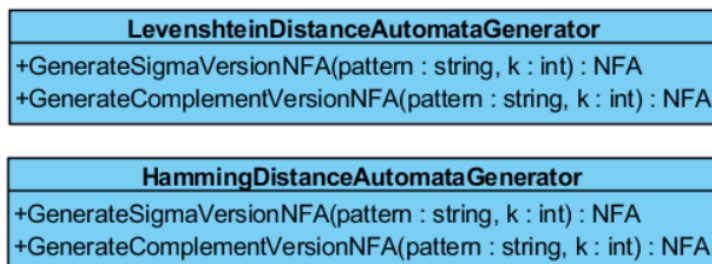 LevenshteinDistanceAutomataGenerator
+GenerateSigmaVersionNFA(pattern : string, k : int) : NFA
+GenerateComplementVersionNFA(pattern : string, k : int) : NFA
HammingDistanceAutomataGenerator
+GenerateSigmaVersionNFA(pattern : string, k : int) : NFA
+GenerateComplementVersionNFA(pattern : string, k : int) : NFA